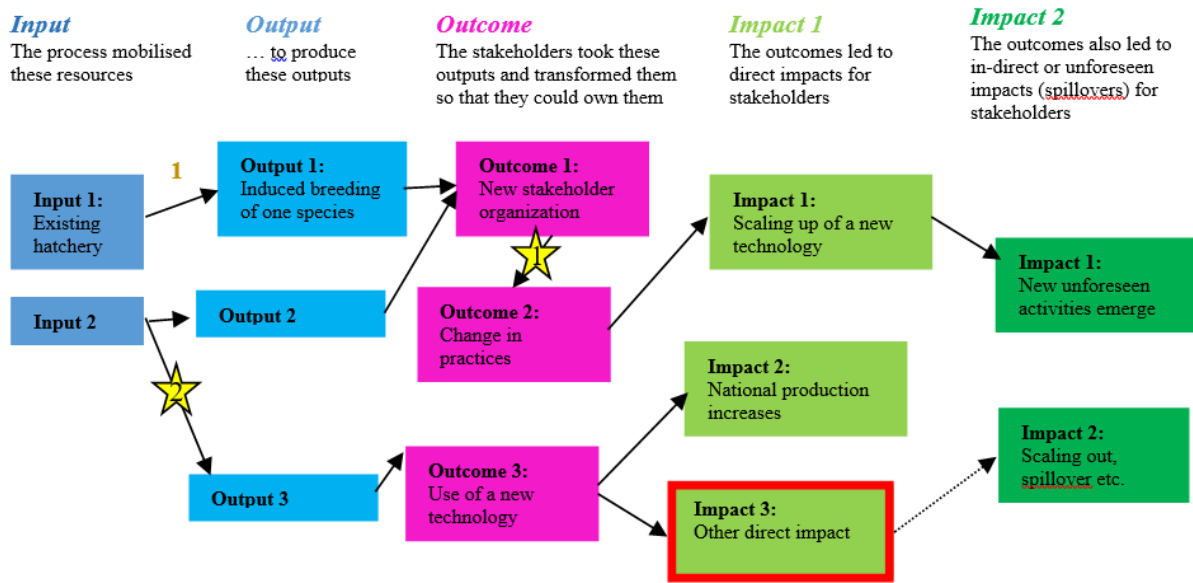 Input
The process mobilised
these resources
Output
… to produce
these outputs
Outcome
The stakeholders took these
outputs and transformed them
so that they could own them
Impact 1
The outcomes led to
direct impacts for
stakeholders
Impact 2
The outcomes also led to
in-direct or unforeseen
impacts (spillovers) for
stakeholders
Input 1:
Existing
hatchery
1
Output 1:
Induced breeding
of one species
Outcome 1:
New stakeholder
organization
1
Impact 1:
Scaling up of a new
technology
Impact 1:
New unforeseen
activities emerge
Input 2
Output 2
Outcome 2:
Change in
practices
2
Impact 2:
National production
increases
Impact 2:
Scaling out,
spillover etc.
Output 3
Outcome 3:
Use of a new
technology
Impact 3:
Other direct impact